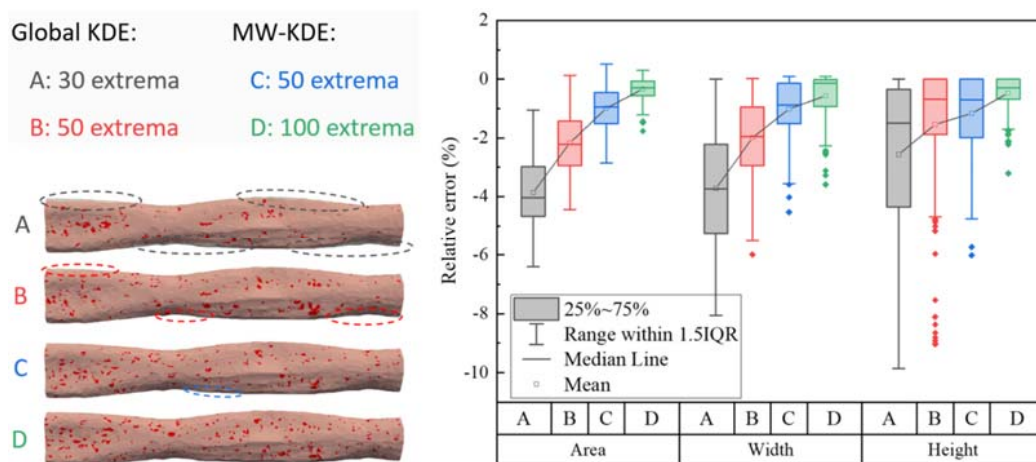 Global KDE: MW-KDE:
A: 30 extrema C: 50 extrema
B: 50 extrema D: 100 extrema
A
B
C
D
Relative error (%)
2
0
-2
-4
-6
-8
-10
25%~75%
Range within 1.5IQR
Median Line
Mean
A B C D A B C D A B C D
Area Width Height